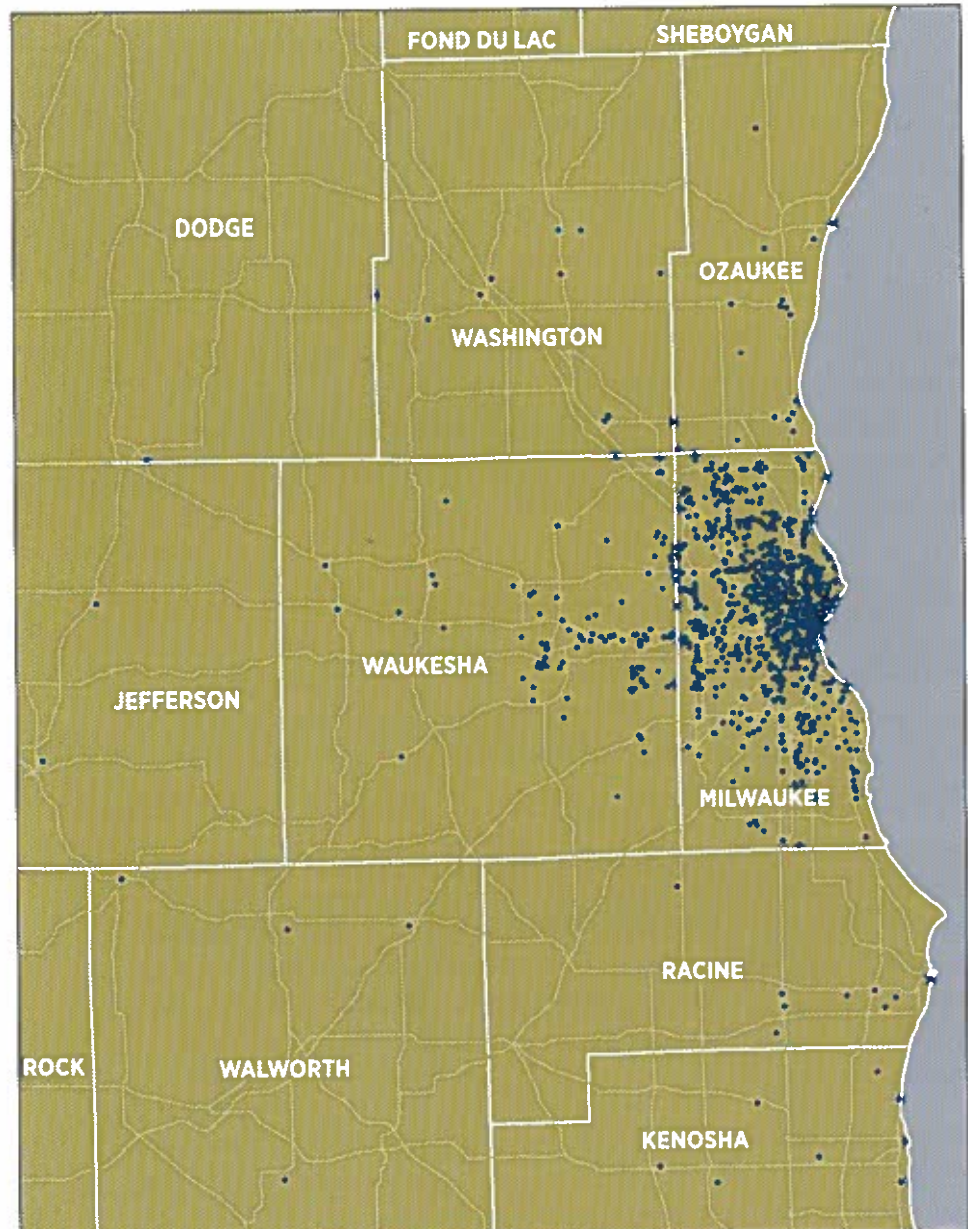 FOND DU LAC
SHEBOYGAN
DODGE
OZAUKEE
WASHINGTON
WAUKESHA
JEFFERSON
MILWAUKEE
RACINE
ROCK
WALWORTH
KENOSHA